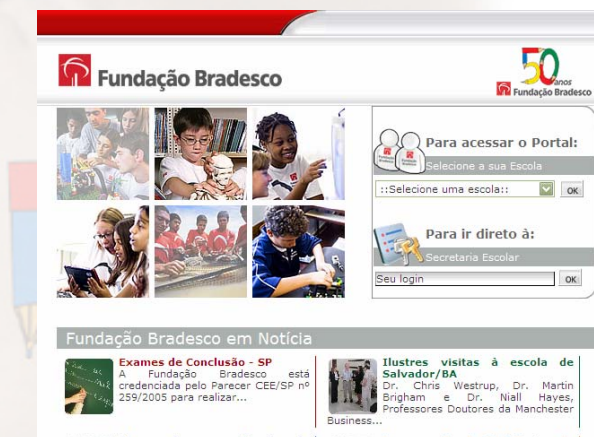 Fundação Bradesco
50
anos
Fundação Bradesco
Para acessar o Portal:
Selecione a sua Escola
::Selecione uma escola::
OK
Para ir direto à:
Secretaria Escolar
Seu login
OK
Fundação Bradesco em Notícia
Exames de Conclusão - SP
A Fundação Bradesco está
credenciada pelo Parecer CEE/SP nº
259/2005 para realizar...
Ilustres visitas à escola de
Salvador/BA
Dr. Chris Westrup, Dr. Martin
Brigham e Dr. Niall Hayes,
Professores Doutores da Manchester
Business...